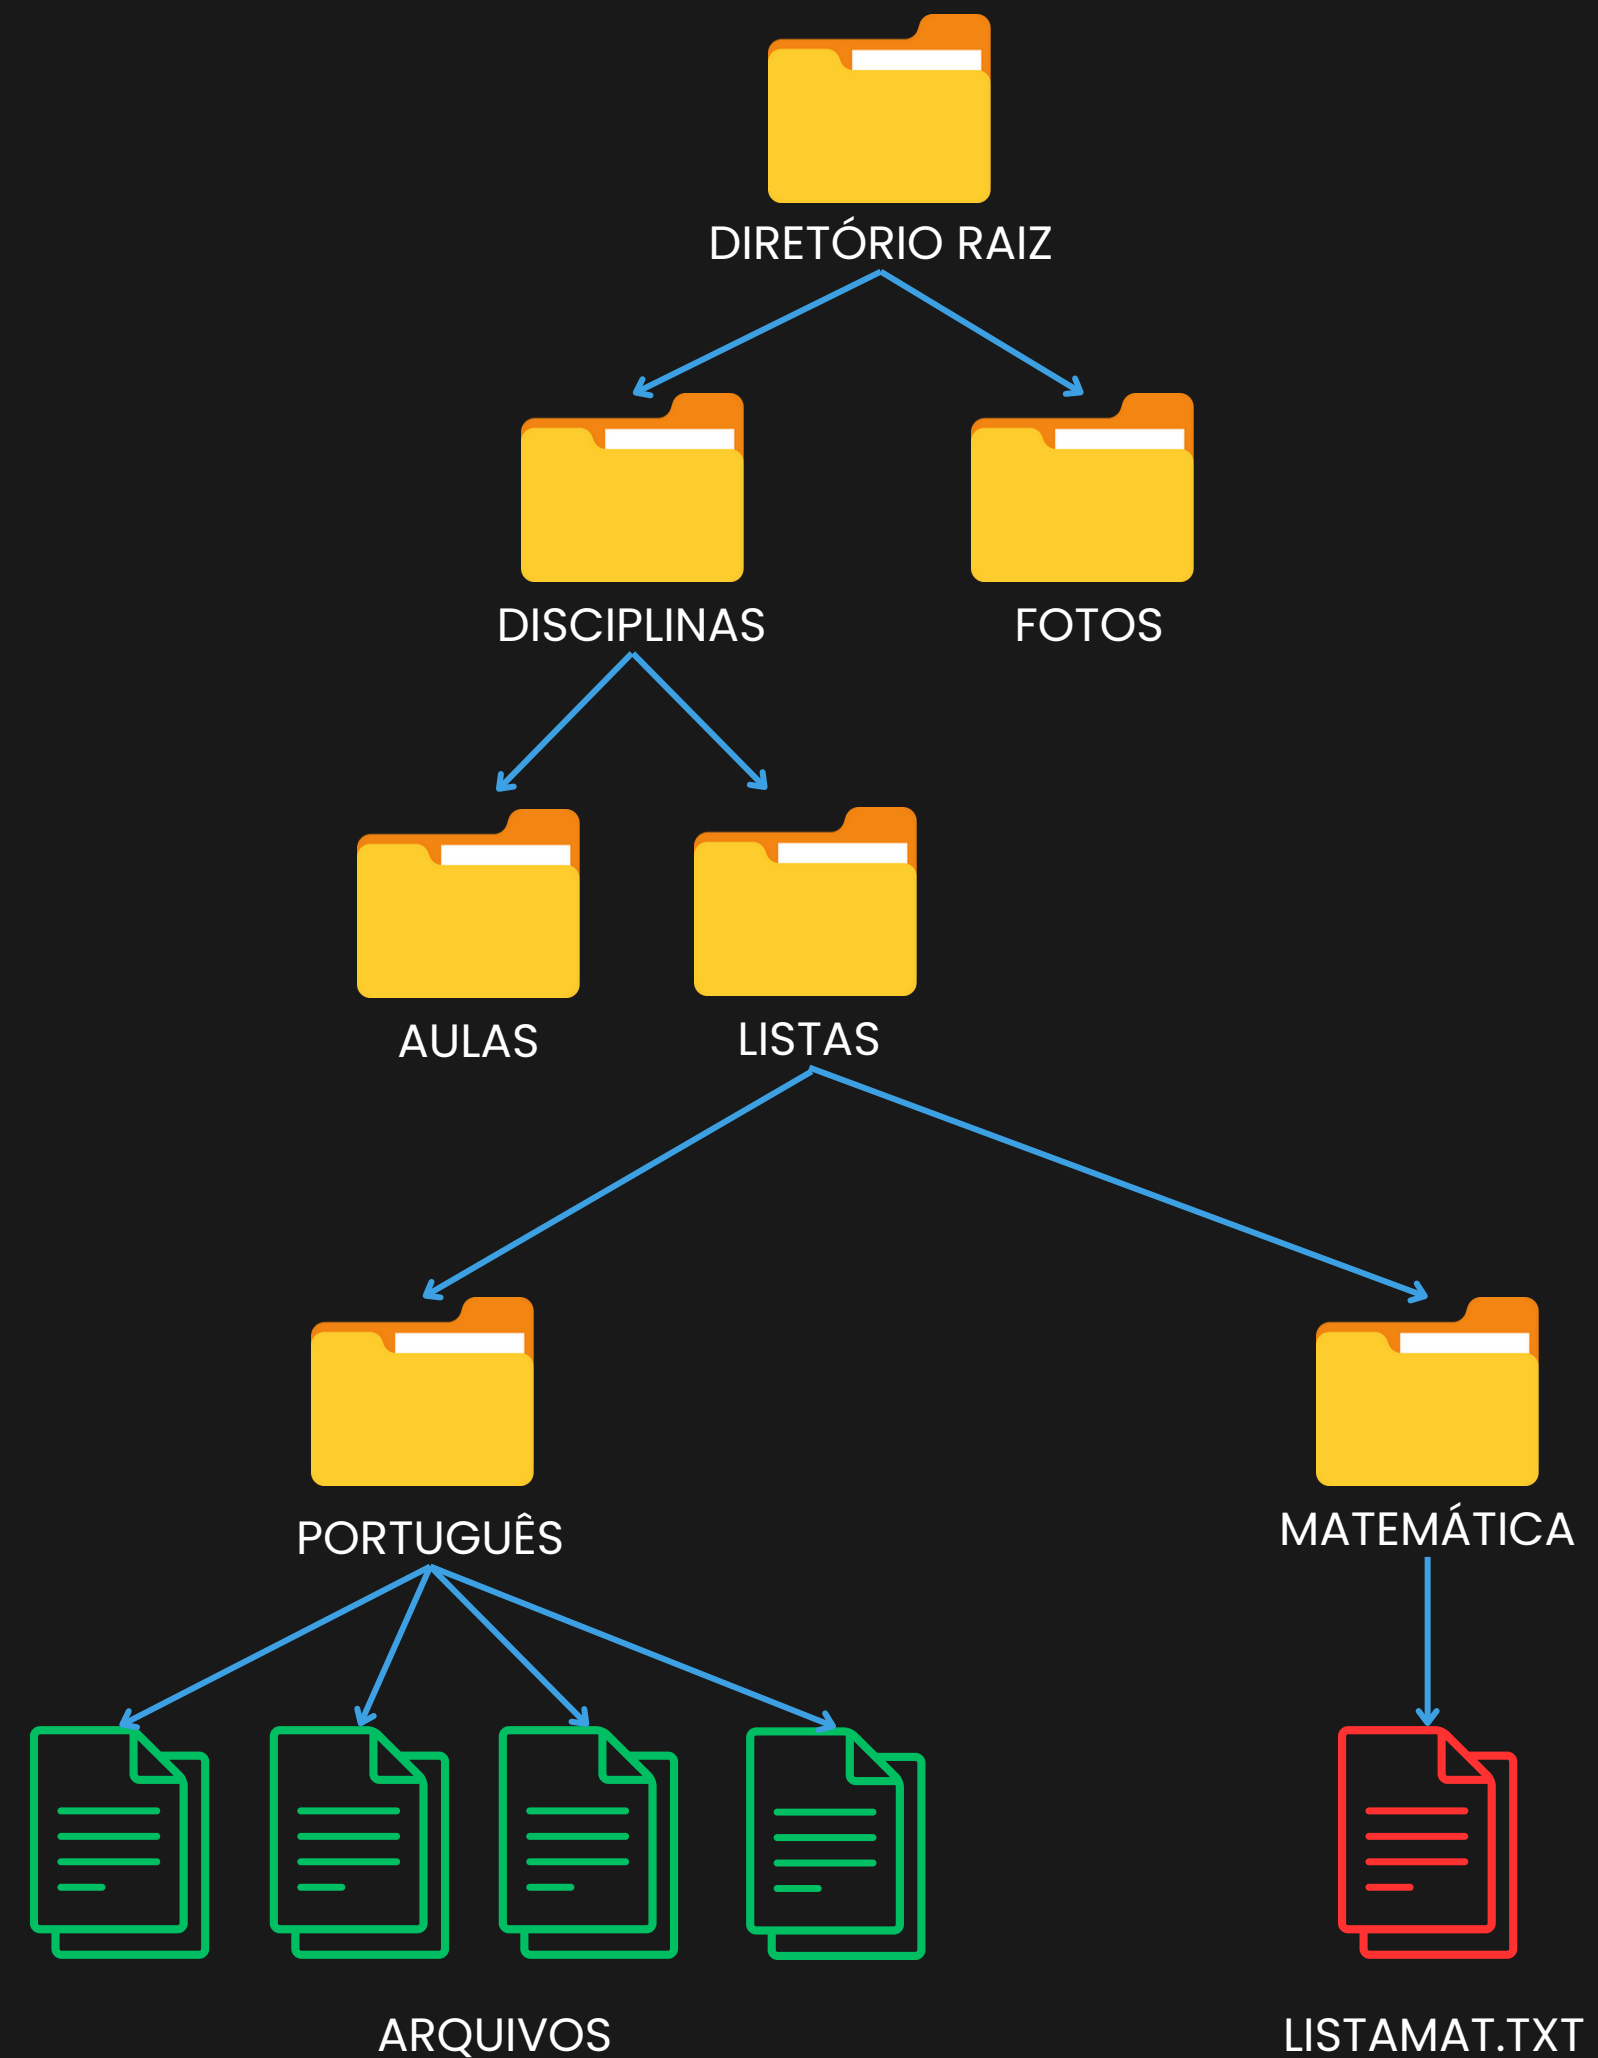 DIRETÓRIO RAIZ
DISCIPLINAS
FOTOS
AULAS
LISTAS
PORTUGUÊS
MATEMÁTICA
ARQUIVOS
LISTAMAT.TXT